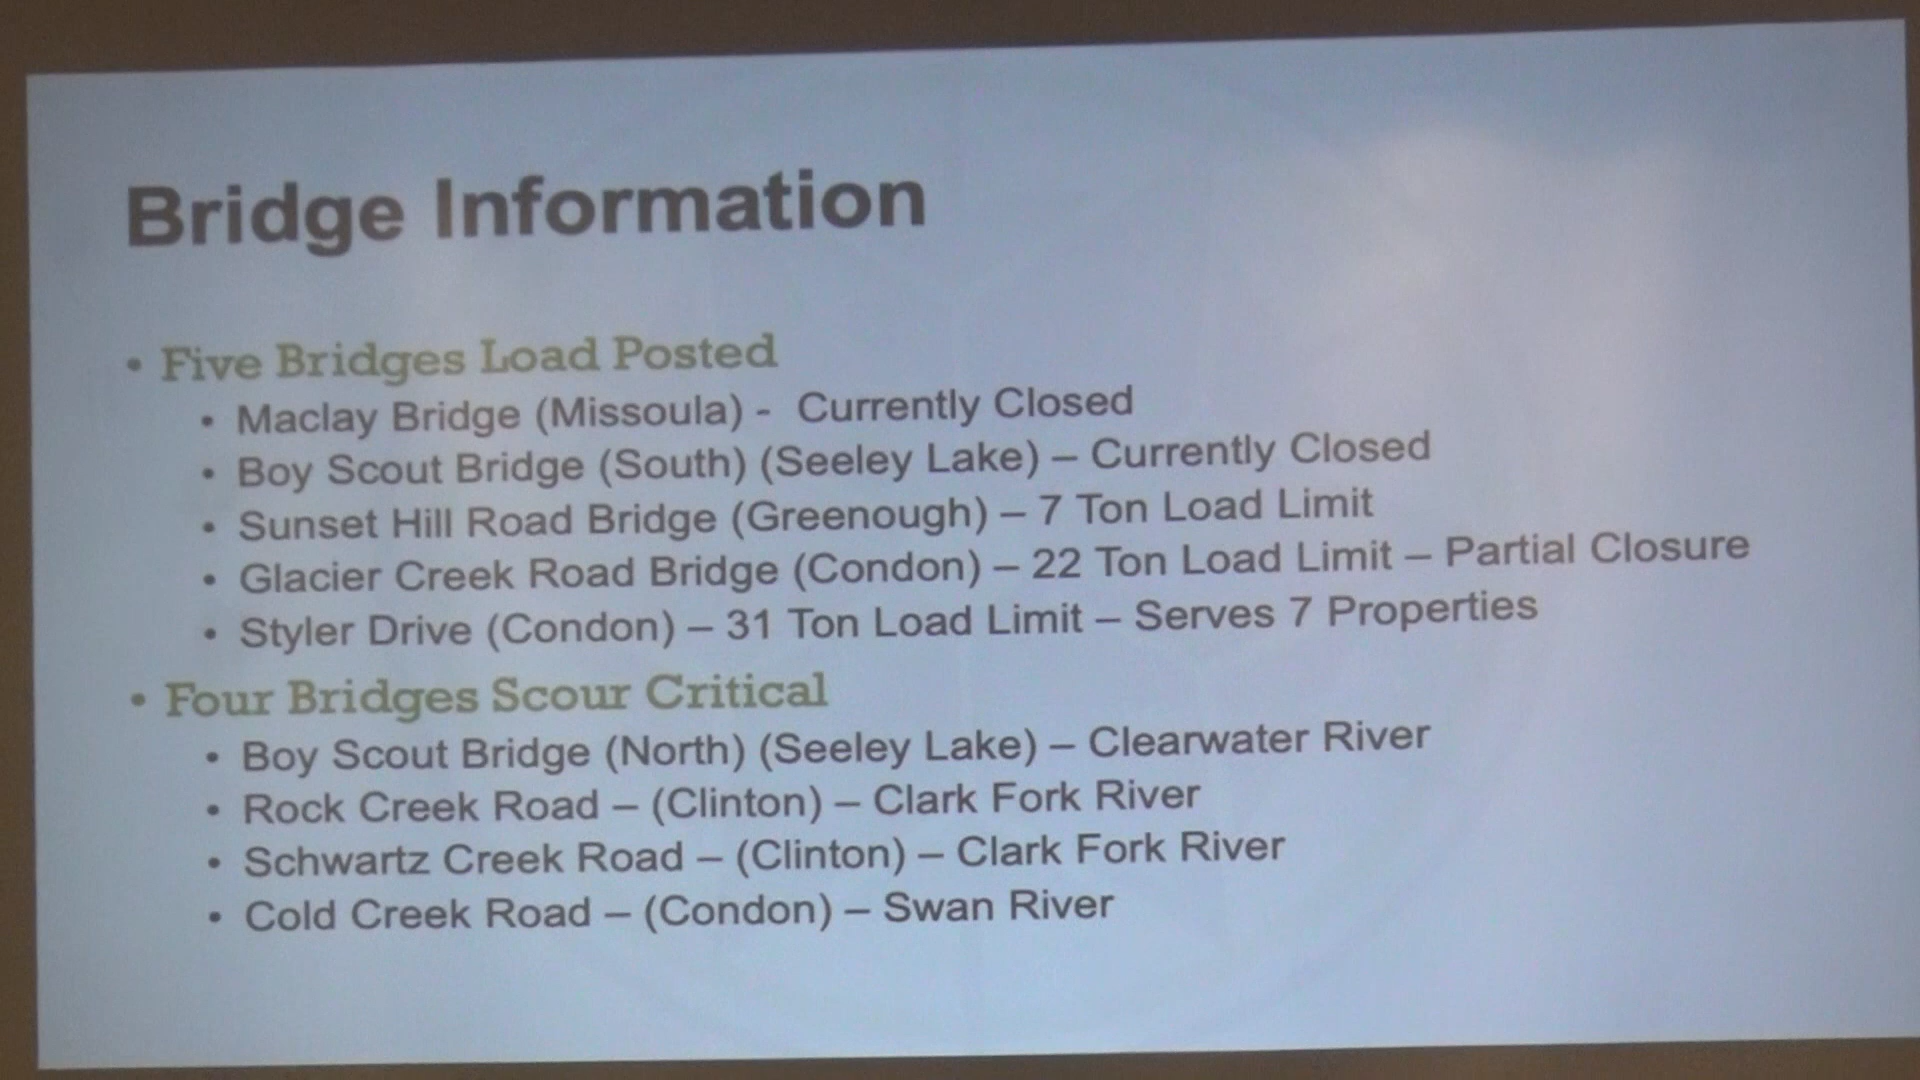 Bridge Information
• Five Bridges Load Posted
• Maclay Bridge (Missoula) - Currently Closed
• Boy Scout Bridge (South) (Seeley Lake) – Currently Closed
• Sunset Hill Road Bridge (Greenough) – 7 Ton Load Limit
• Glacier Creek Road Bridge (Condon) – 22 Ton Load Limit – Partial Closure
• Styler Drive (Condon) – 31 Ton Load Limit – Serves 7 Properties
• Four Bridges Scour Critical
• Boy Scout Bridge (North) (Seeley Lake) – Clearwater River
• Rock Creek Road – (Clinton) – Clark Fork River
• Schwartz Creek Road – (Clinton) – Clark Fork River
• Cold Creek Road – (Condon) – Swan River